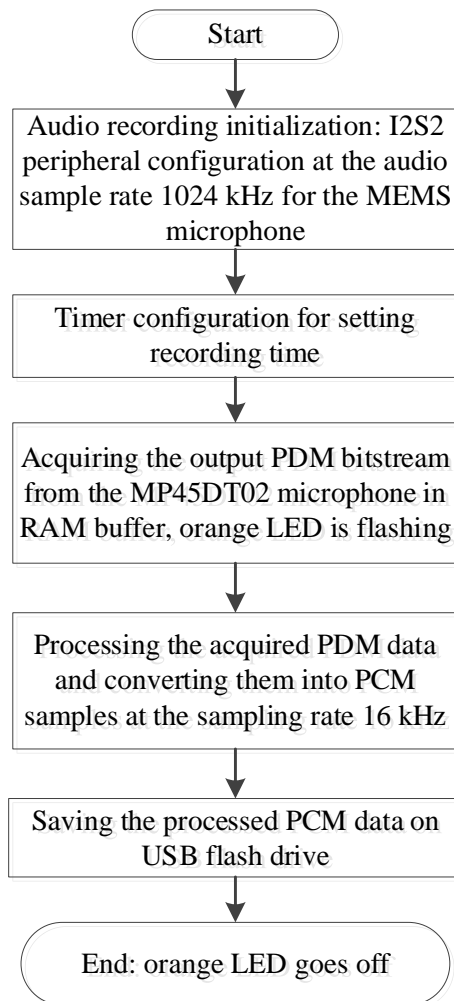 Start
Audio recording initialization: I2S2
peripheral configuration at the audio
sample rate 1024 kHz for the MEMS
microphone
Timer configuration for setting
recording time
Acquiring the output PDM bitstream
from the MP45DT02 microphone in
RAM buffer, orange LED is flashing
Processing the acquired PDM data
and converting them into PCM
samples at the sampling rate 16 kHz
Saving the processed PCM data on
USB flash drive
End: orange LED goes off